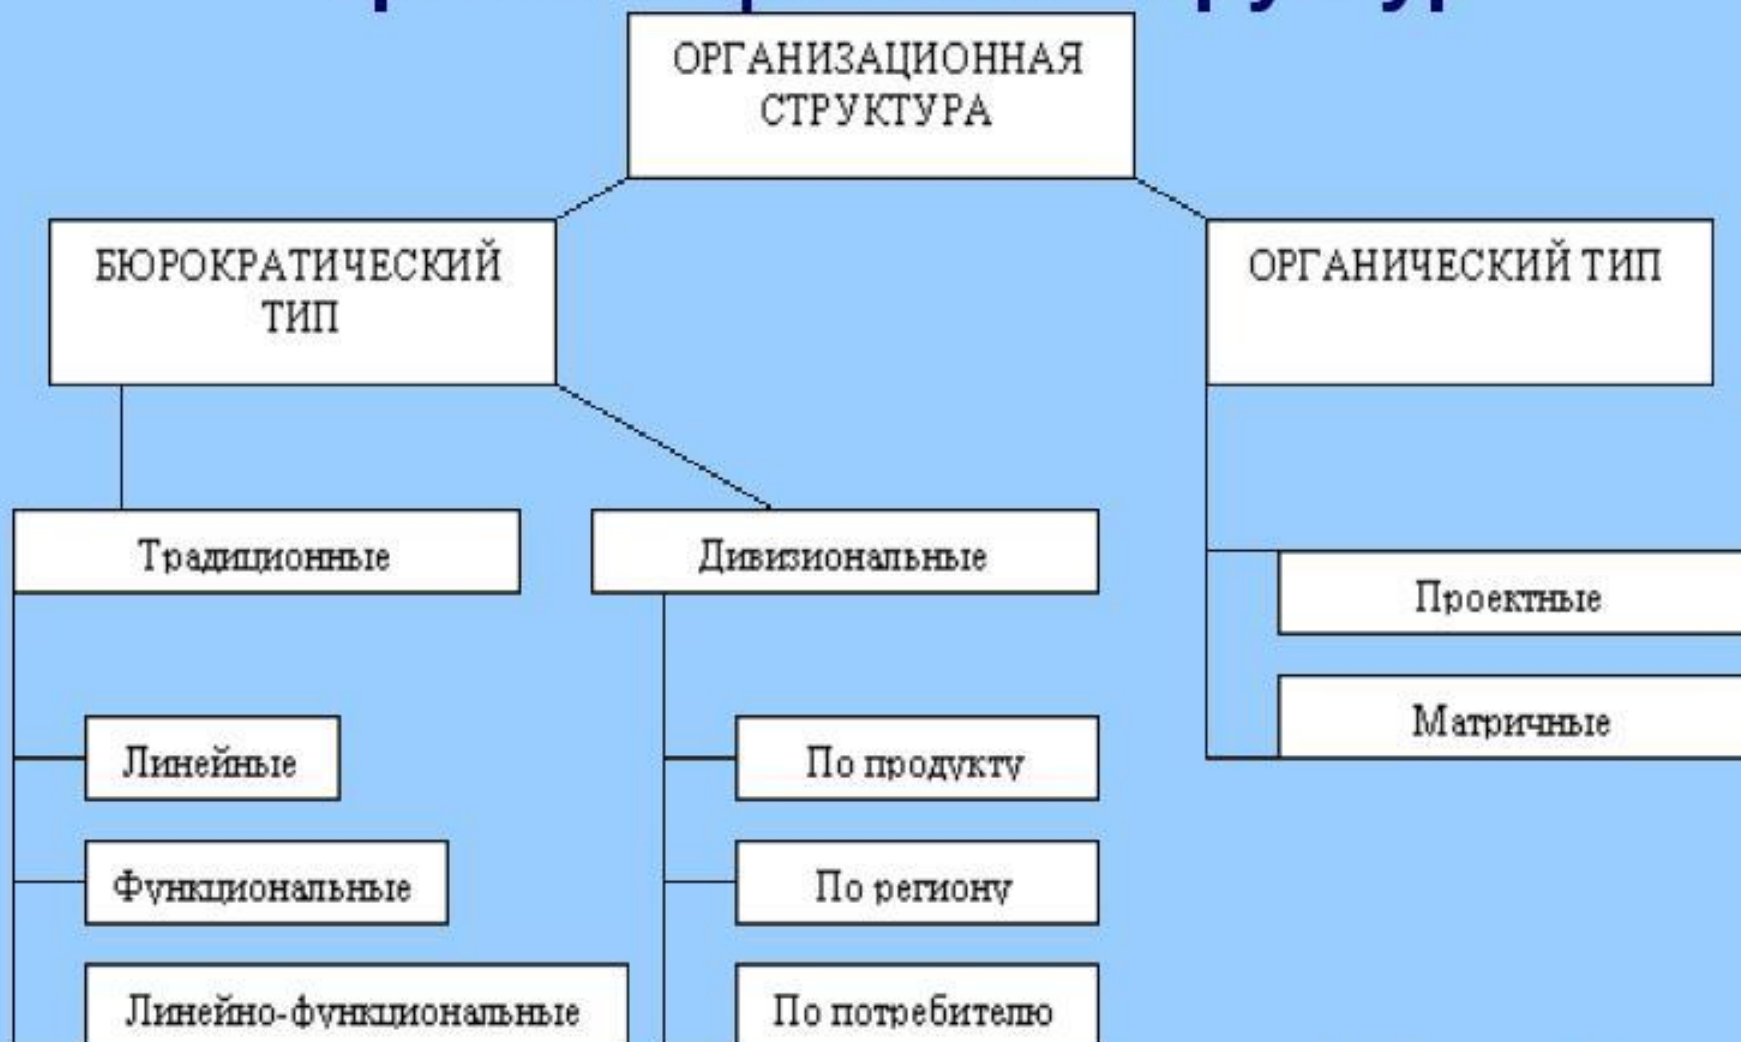 ОРГАНИЗАЦИОННАЯ
СТРУКТУРА
БЮРОКРАТИЧЕСКИЙ
ТИП
ОРГАНИЧЕСКИЙ ТИП
Традиционные
Дивизиональные
Проектные
Матричные
Линейные
По продукту
Функциональные
По региону
Линейно-функциональные
По потребителю